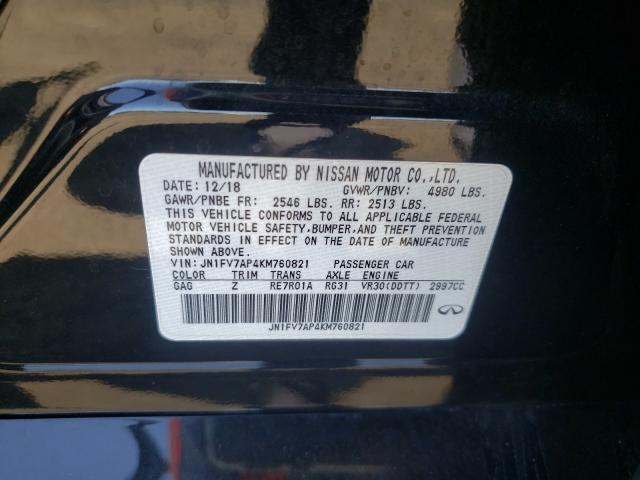 MANUFACTURED BY NISSAN MOTOR CO.,LTD.
DATE: 12/18 GVWR/PNBV: 4980 LBS.
GAWR/PNBE FR: 2546 LBS. RR: 2513 LBS.
THIS VEHICLE CONFORMS TO ALL APPLICABLE FEDERAL
MOTOR VEHICLE SAFETY, BUMPER, AND THEFT PREVENTION
STANDARDS IN EFFECT ON THE DATE OF MANUFACTURE
SHOWN ABOVE.
VIN: JN1FV7AP4KM760821 PASSENGER CAR
COLOR TRIM TRANS AXLE ENGINE
GAG Z RE7R01A RG31 VR30(DDTT) 2997CC
JN1FV7AP4KM760821